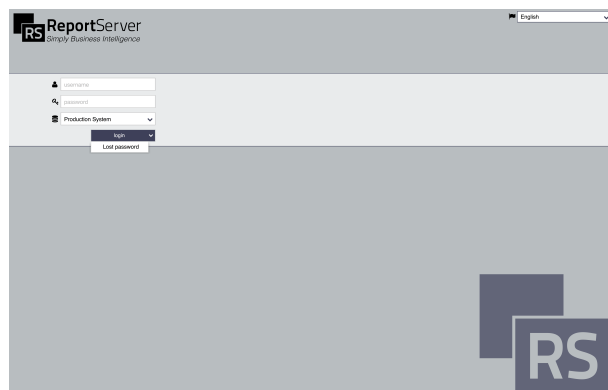 RS
ReportServer
Simply Business Intelligence
English
username
password
Production System
login
Lost password
RS